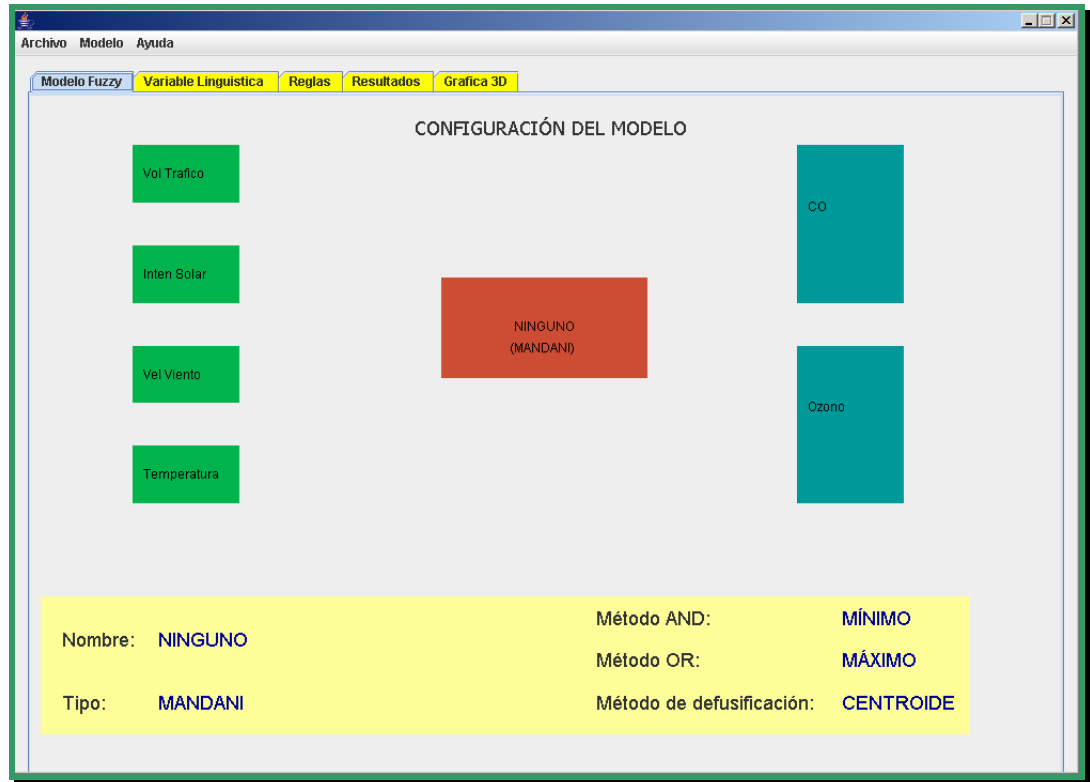 Archivo Modelo Ayuda
Modelo Fuzzy Variable Linguistica Reglas Resultados Grafica 3D
CONFIGURACIÓN DEL MODELO
Vol Trafico
Inten Solar
Vel Viento
Temperatura
NINGUNO
(MANDANI)
CO
Ozono
Nombre: NINGUNO
Tipo: MANDANI
Método AND: MÍNIMO
Método OR: MÁXIMO
Método de defusificación: CENTROIDE